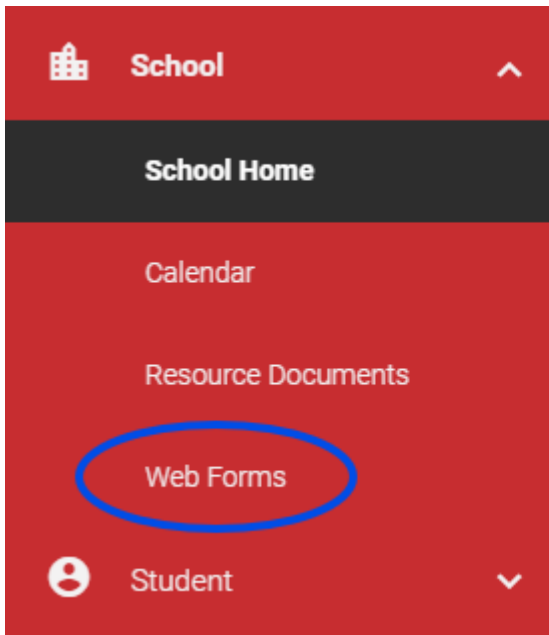 School
School Home
Calendar
Resource Documents
Web Forms
Student